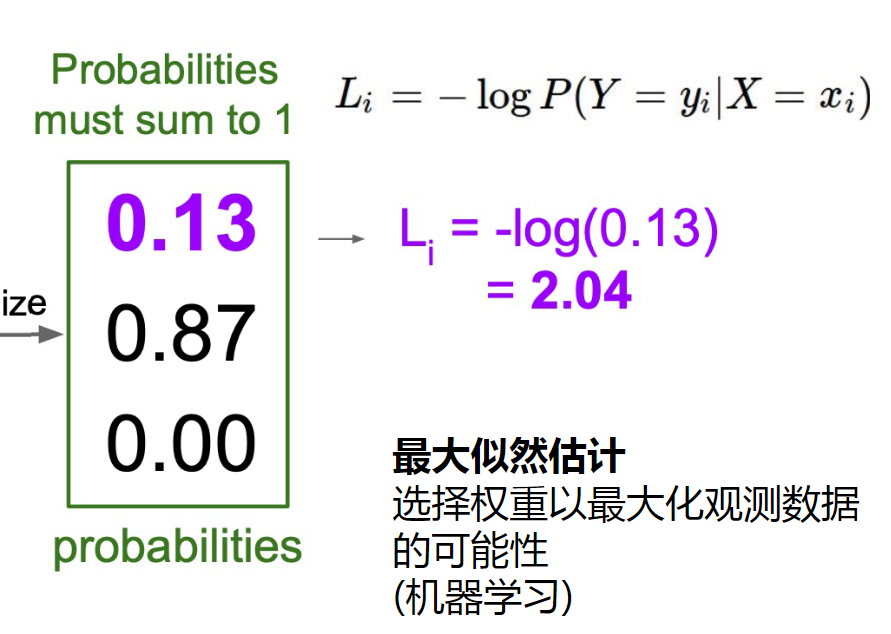 Probabilities
must sum to 1
L_i = − log P(Y = y_i|X = x_i)
0.13
L_i = -log(0.13)
= 2.04
ize
0.87
0.00
probabilities
最大似然估计
选择权重以最大化观测数据
的可能性
(机器学习)